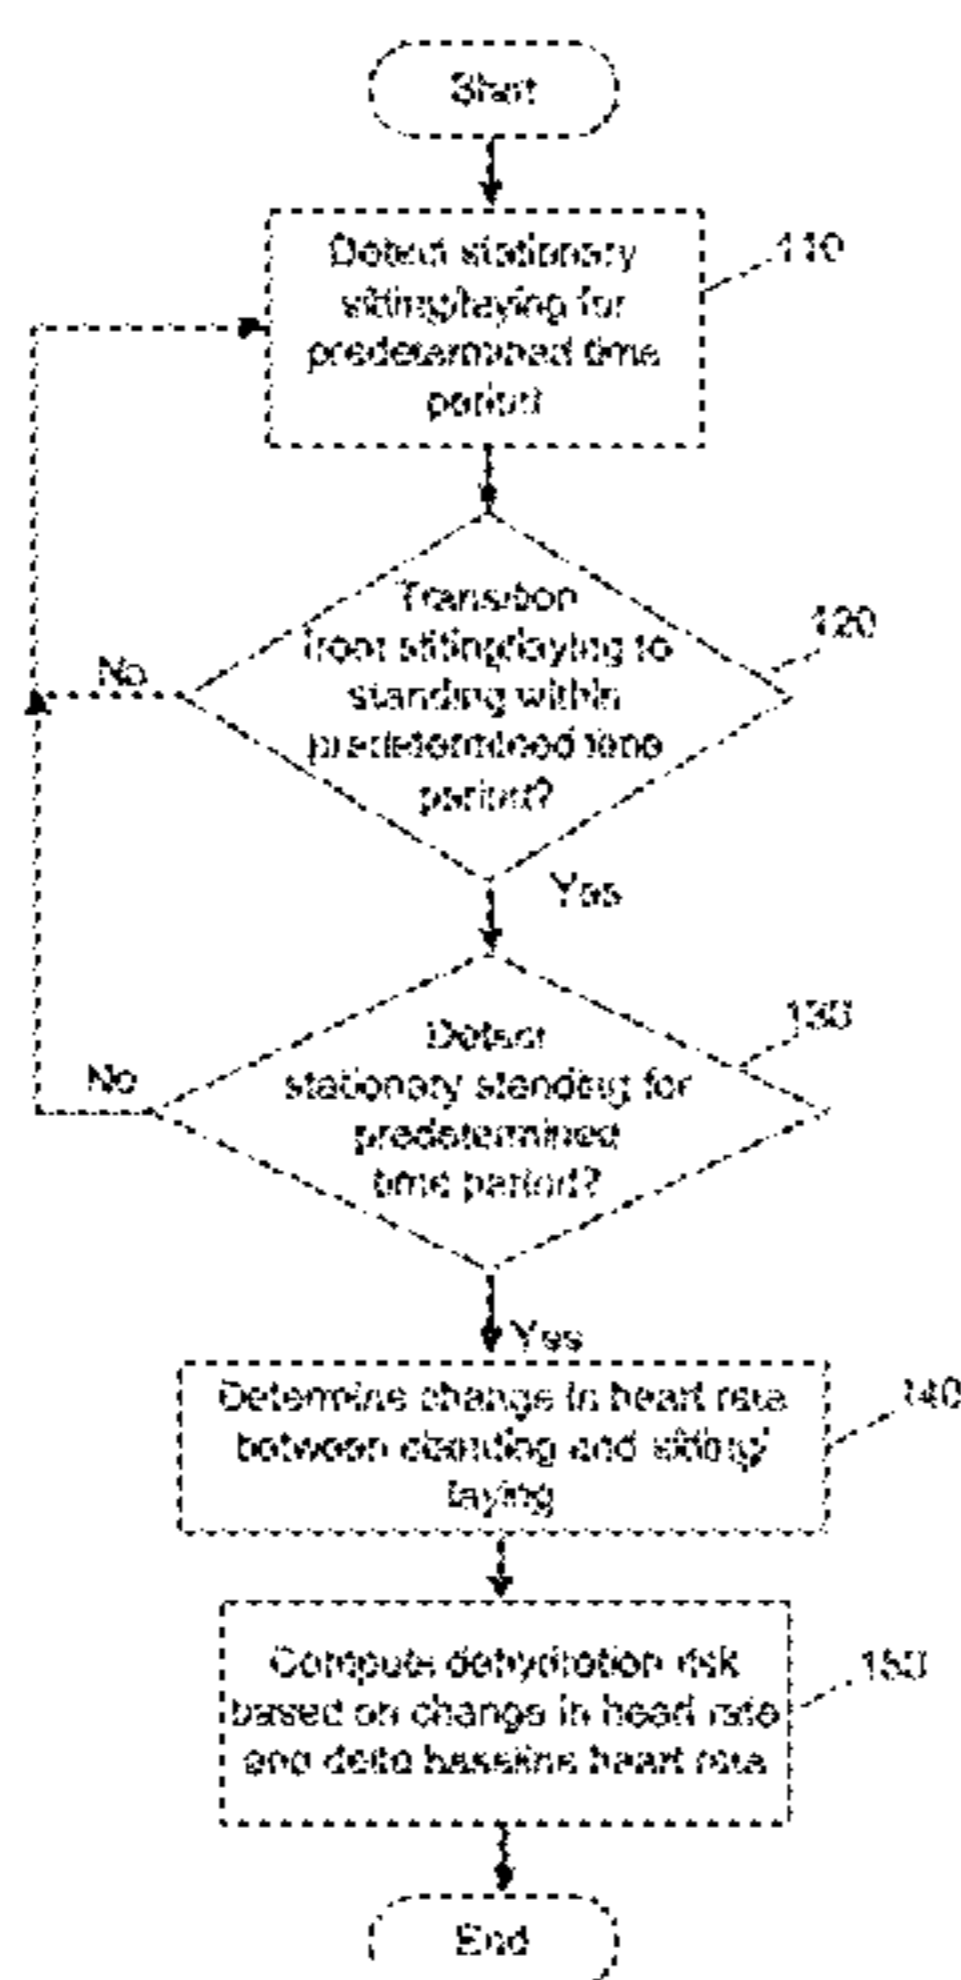 Start
Detect stationary
sitting/laying for
predetermined time
period
110
Transition
from sitting/laying to
standing within
predetermined time
period?
120
No
Yes
Detect
stationary standing for
predetermined
time period?
130
No
Yes
Determine change in heart rate
between standing and sitting/
laying
140
Compute dehydration risk
based on change in heart rate
and delta baseline heart rate
150
End